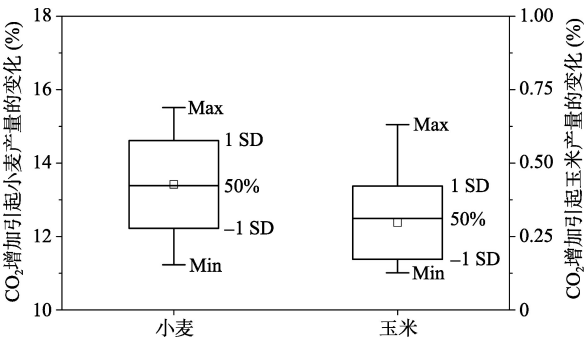 CO₂增加引起小麦产量的变化 (%)
18
16
14
12
10
Max
1 SD
50%
–1 SD
Min
小麦
Max
1 SD
50%
–1 SD
Min
玉米
1.00
0.75
0.50
0.25
0
CO₂增加引起玉米产量的变化 (%)